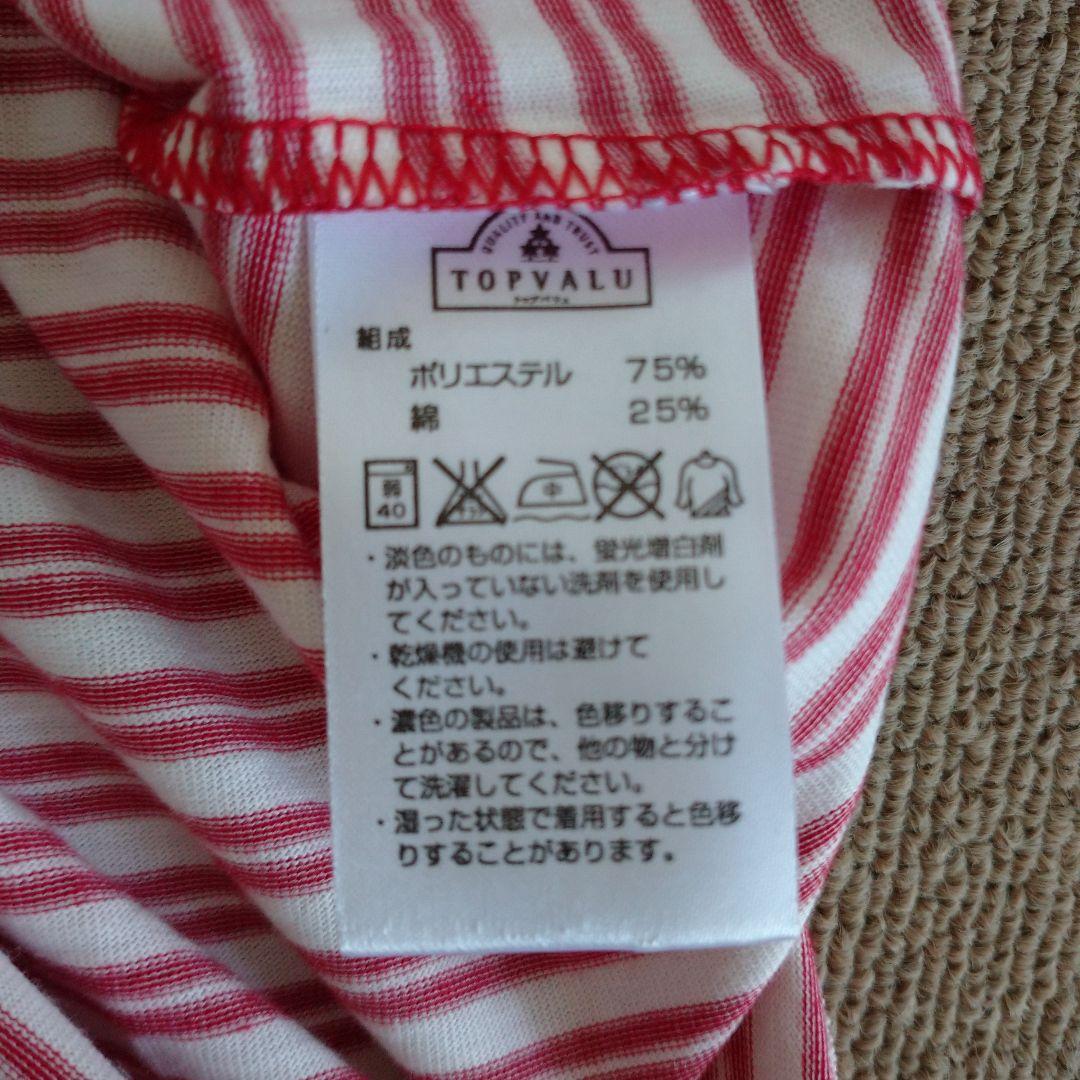 QUALITY AND TRUST
TOPVALU
トップバリュ
組成
ポリエステル 75%
綿 25%
弱
40
中
・淡色のものには、蛍光増白剤
が入っていない洗剤を使用し
てください。
・乾燥機の使用は避けて
ください。
・濃色の製品は、色移りするこ
とがあるので、他の物と分け
て洗濯してください。
・湿った状態で着用すると色移
りすることがあります。